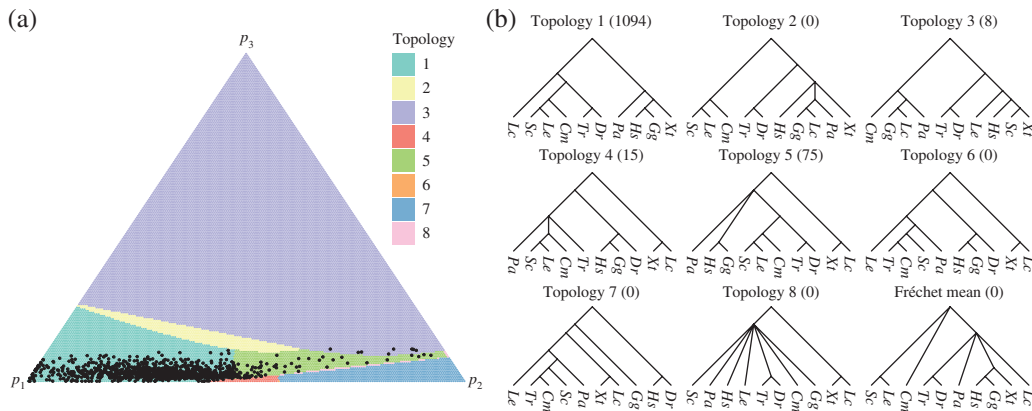 (a)
p3
Topology
1
2
3
4
5
6
7
8
p1
p2
(b)
Topology 1 (1094)
Topology 2 (0)
Topology 3 (8)
Lc Sc Le Cm Tr Dr Pa Hs Gg Xt
Sc Le Cm Tr Dr Hs Gg Lc Pa Xt
Cm Gg Lc Pa Tr Dr Le Hs Sc Xt
Topology 4 (15)
Topology 5 (75)
Topology 6 (0)
Pa Sc Le Cm Tr Hs Gg Dr Xt Lc
Pa Hs Gg Sc Le Cm Tr Dr Xt Lc
Le Tr Cm Sc Pa Hs Gg Dr Xt Lc
Topology 7 (0)
Topology 8 (0)
Fréchet mean (0)
Le Tr Cm Sc Pa Xt Lc Gg Hs Dr
Sc Pa Hs Le Tr Dr Cm Gg Xt Lc
Sc Le Tr Dr Pa Hs Cm Gg Xt Lc